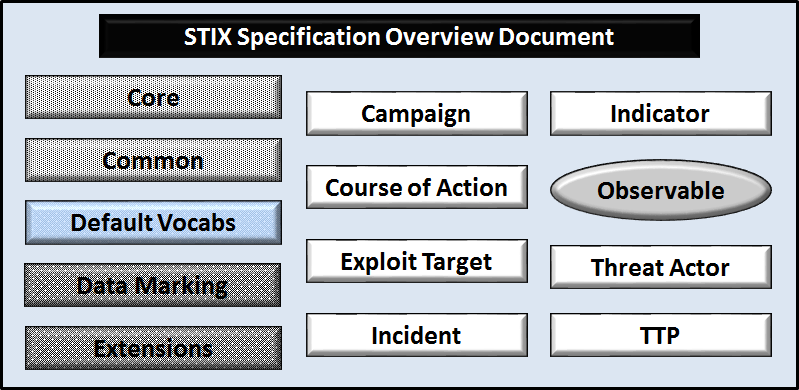 STIX Specification Overview Document
Core
Common
Default Vocabs
Data Marking
Extensions
Campaign
Course of Action
Exploit Target
Incident
Indicator
Observable
Threat Actor
TTP